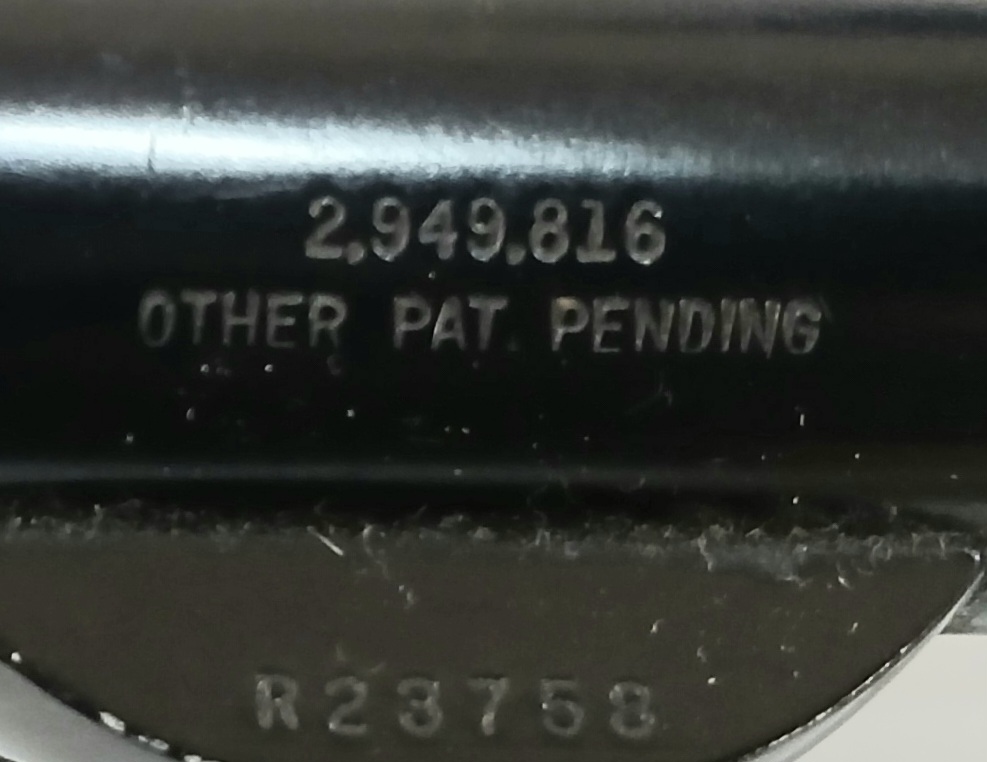 2,949,816
OTHER PAT. PENDING
R23758